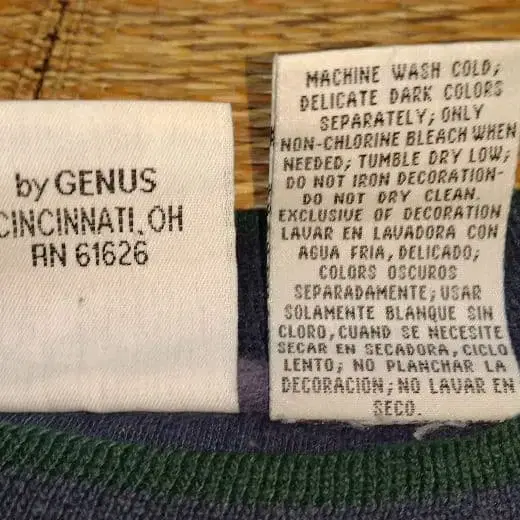 by GENUS
CINCINNATI, OH
RN 61626
MACHINE WASH COLD;
DELICATE DARK COLORS
SEPARATELY; ONLY
NON-CHLORINE BLEACH WHEN
NEEDED; TUMBLE DRY LOW;
DO NOT IRON DECORATION-
DO NOT DRY CLEAN.
EXCLUSIVE OF DECORATION
LAVAR EN LAVADORA CON
AGUA FRIA, DELICADO;
COLORS OSCUROS
SEPARADAMENTE; USAR
SOLAMENTE BLANQUE SIN
CLORO, CUANDO SE NECESITE
SECAR EN SECADORA, CICLO
LENTO; NO PLANCHAR LA
DECORACION; NO LAVAR EN
SECO.